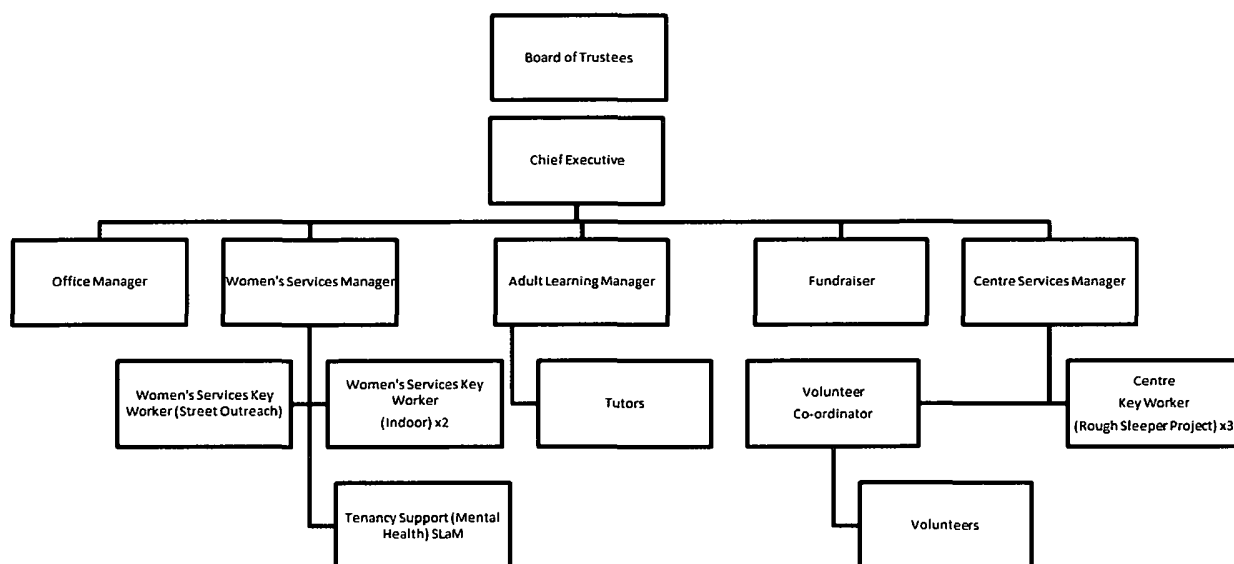 Board of Trustees
Chief Executive
Office Manager
Women's Services Manager
Adult Learning Manager
Fundraiser
Centre Services Manager
Women's Services Key
Worker (Street Outreach)
Women's Services Key
Worker
(Indoor) x2
Tutors
Volunteer
Co-ordinator
Centre
Key Worker
(Rough Sleeper Project) x3
Tenancy Support (Mental
Health) SLaM
Volunteers